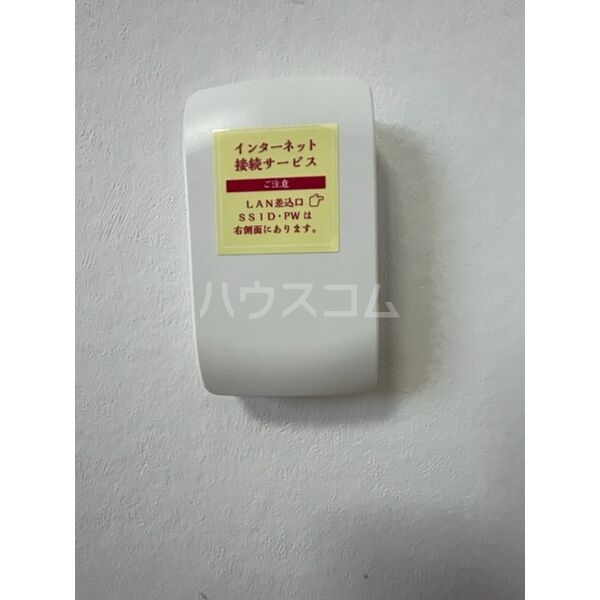 インターネット
接続サービス
ご注意
LAN差込口
SSID・PWは
右側面にあります。
ハウスコム